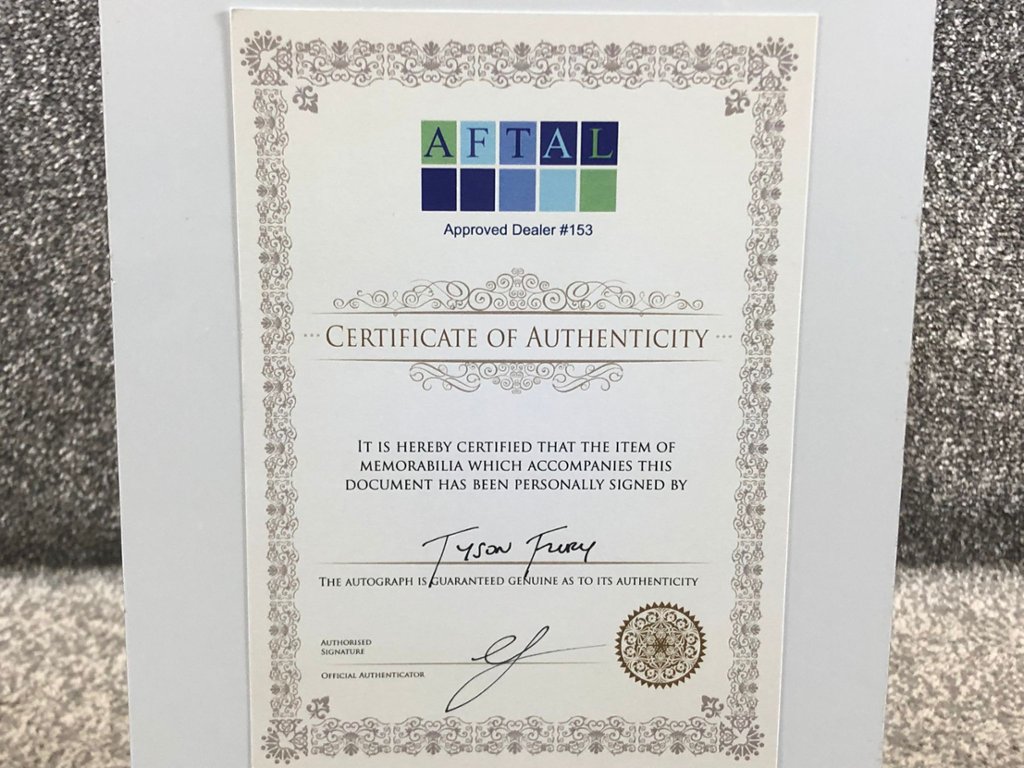 AFTAL
Approved Dealer #153
CERTIFICATE OF AUTHENTICITY
IT IS HEREBY CERTIFIED THAT THE ITEM OF
MEMORABILIA WHICH ACCOMPANIES THIS
DOCUMENT HAS BEEN PERSONALLY SIGNED BY
Tyson Fury
THE AUTOGRAPH IS GUARANTEED GENUINE AS TO ITS AUTHENTICITY
AUTHORISED
SIGNATURE
OFFICIAL AUTHENTICATOR